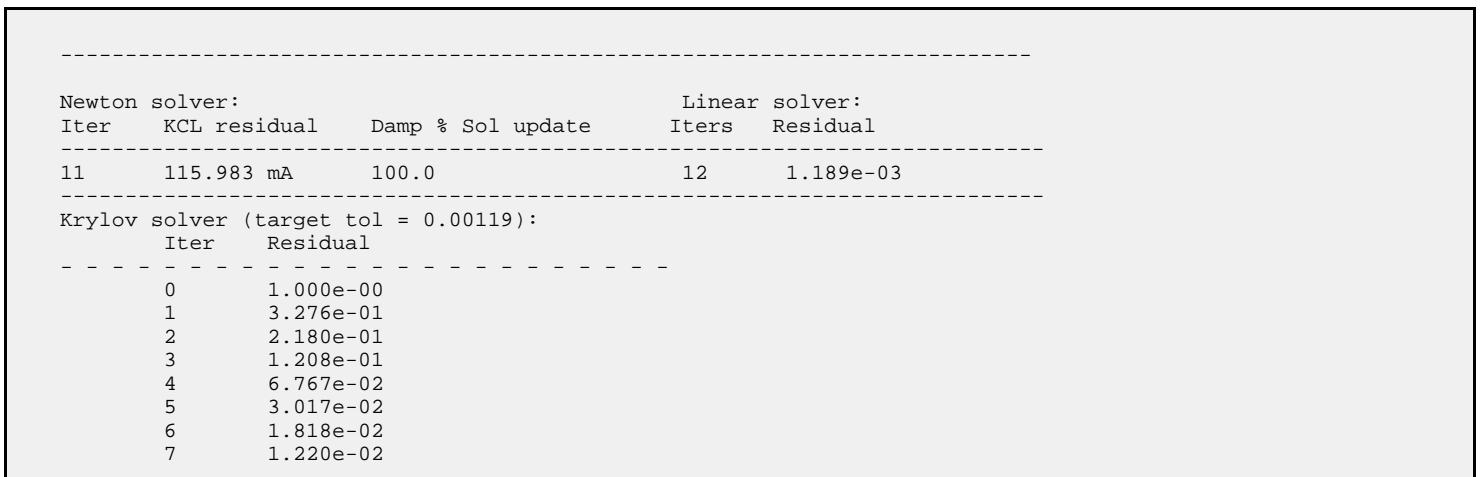 ---------------------------------------------------------------------------
Newton solver: Linear solver:
Iter KCL residual Damp % Sol update Iters Residual
----------------------------------------------------------------------------
11 115.983 mA 100.0 12 1.189e-03
----------------------------------------------------------------------------
Krylov solver (target tol = 0.00119):
Iter Residual
- - - - - - - - - - - - - - - - - - - - - - - -
0 1.000e-00
1 3.276e-01
2 2.180e-01
3 1.208e-01
4 6.767e-02
5 3.017e-02
6 1.818e-02
7 1.220e-02